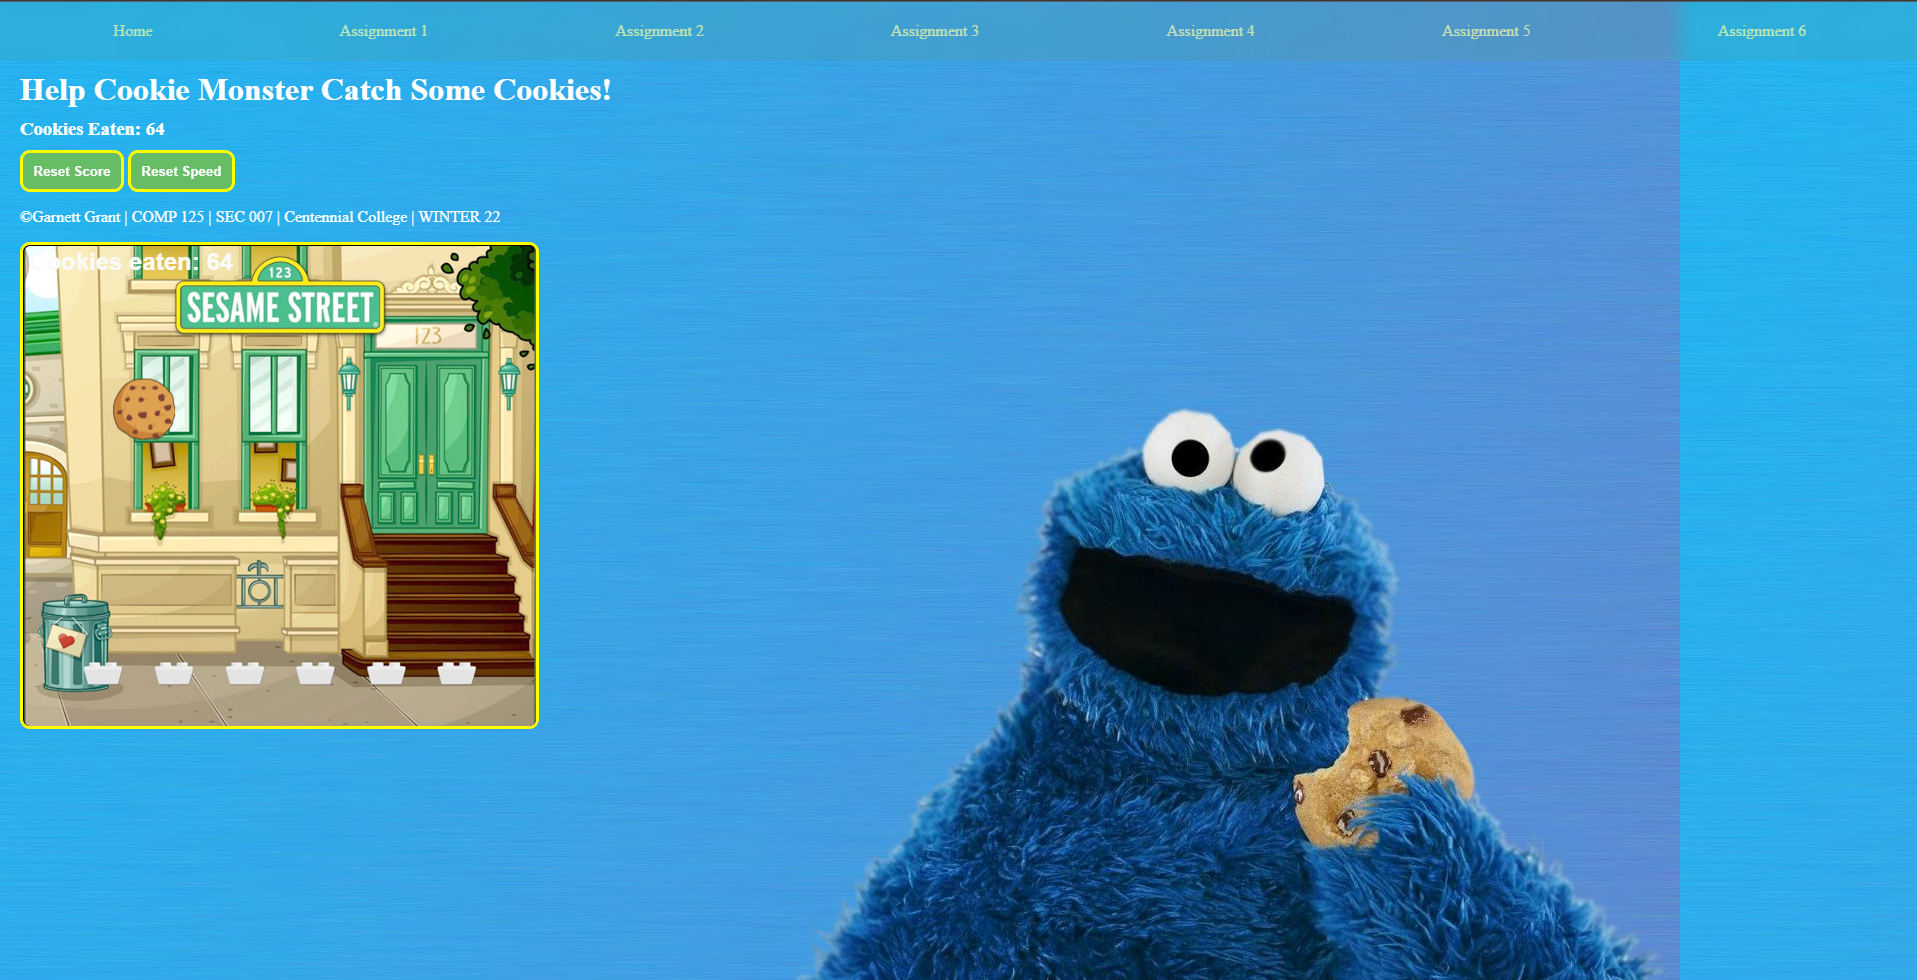 Home Assignment 1 Assignment 2 Assignment 3 Assignment 4 Assignment 5 Assignment 6
Help Cookie Monster Catch Some Cookies!
Cookies Eaten: 64
Reset Score Reset Speed
©Garnett Grant | COMP 125 | SEC 007 | Centennial College | WINTER 22
Cookies eaten: 64
123
SESAME STREET
123